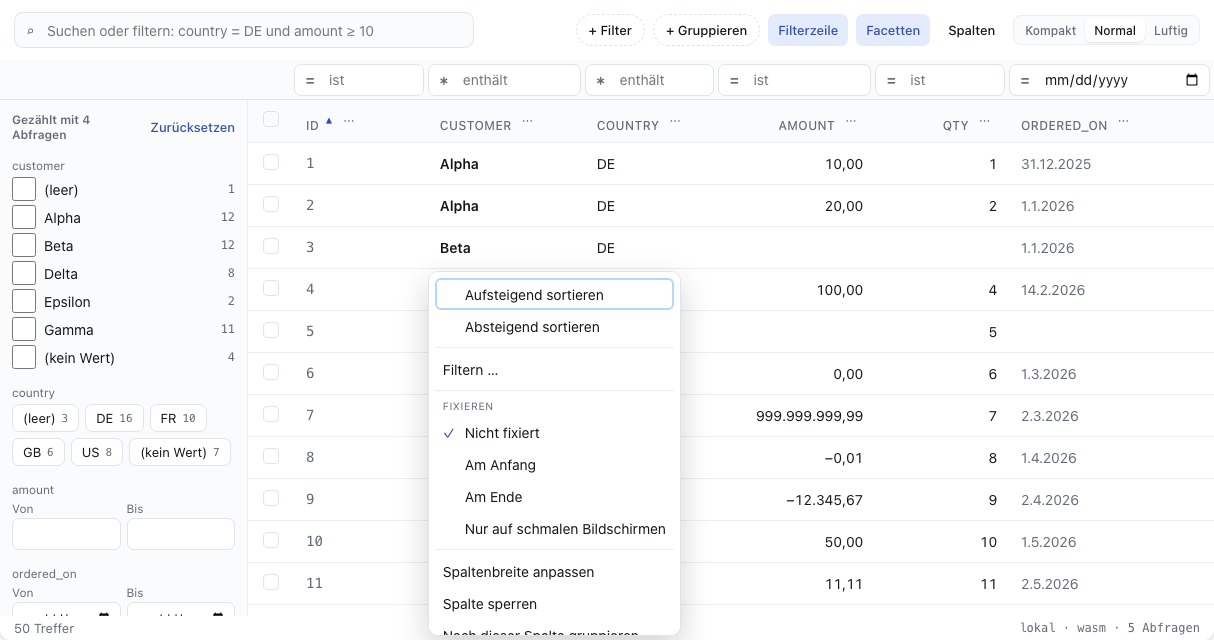 Suchen oder filtern: country = DE und amount ≥ 10
+ Filter
+ Gruppieren
Filterzeile
Facetten
Spalten
Kompakt
Normal
Luftig
= ist
* enthält
* enthält
= ist
= ist
= mm/dd/yyyy
Gezählt mit 4 Abfragen
Zurücksetzen
customer
(leer) 1
Alpha 12
Beta 12
Delta 8
Epsilon 2
Gamma 11
(kein Wert) 4
country
(leer) 3
DE 16
FR 10
GB 6
US 8
(kein Wert) 7
amount
Von
Bis
ordered_on
Von
Bis
50 Treffer
ID ▲ ···
CUSTOMER ···
COUNTRY ···
AMOUNT ···
QTY ···
ORDERED_ON ···
1 Alpha DE 10,00 1 31.12.2025
2 Alpha DE 20,00 2 1.1.2026
3 Beta DE 1.1.2026
4 100,00 4 14.2.2026
5 5
6 0,00 6 1.3.2026
7 999.999.999,99 7 2.3.2026
8 −0,01 8 1.4.2026
9 −12.345,67 9 2.4.2026
10 50,00 10 1.5.2026
11 11,11 11 2.5.2026
Aufsteigend sortieren
Absteigend sortieren
Filtern ...
FIXIEREN
✓ Nicht fixiert
Am Anfang
Am Ende
Nur auf schmalen Bildschirmen
Spaltenbreite anpassen
Spalte sperren
Nach dieser Spalte gruppieren
lokal · wasm · 5 Abfragen